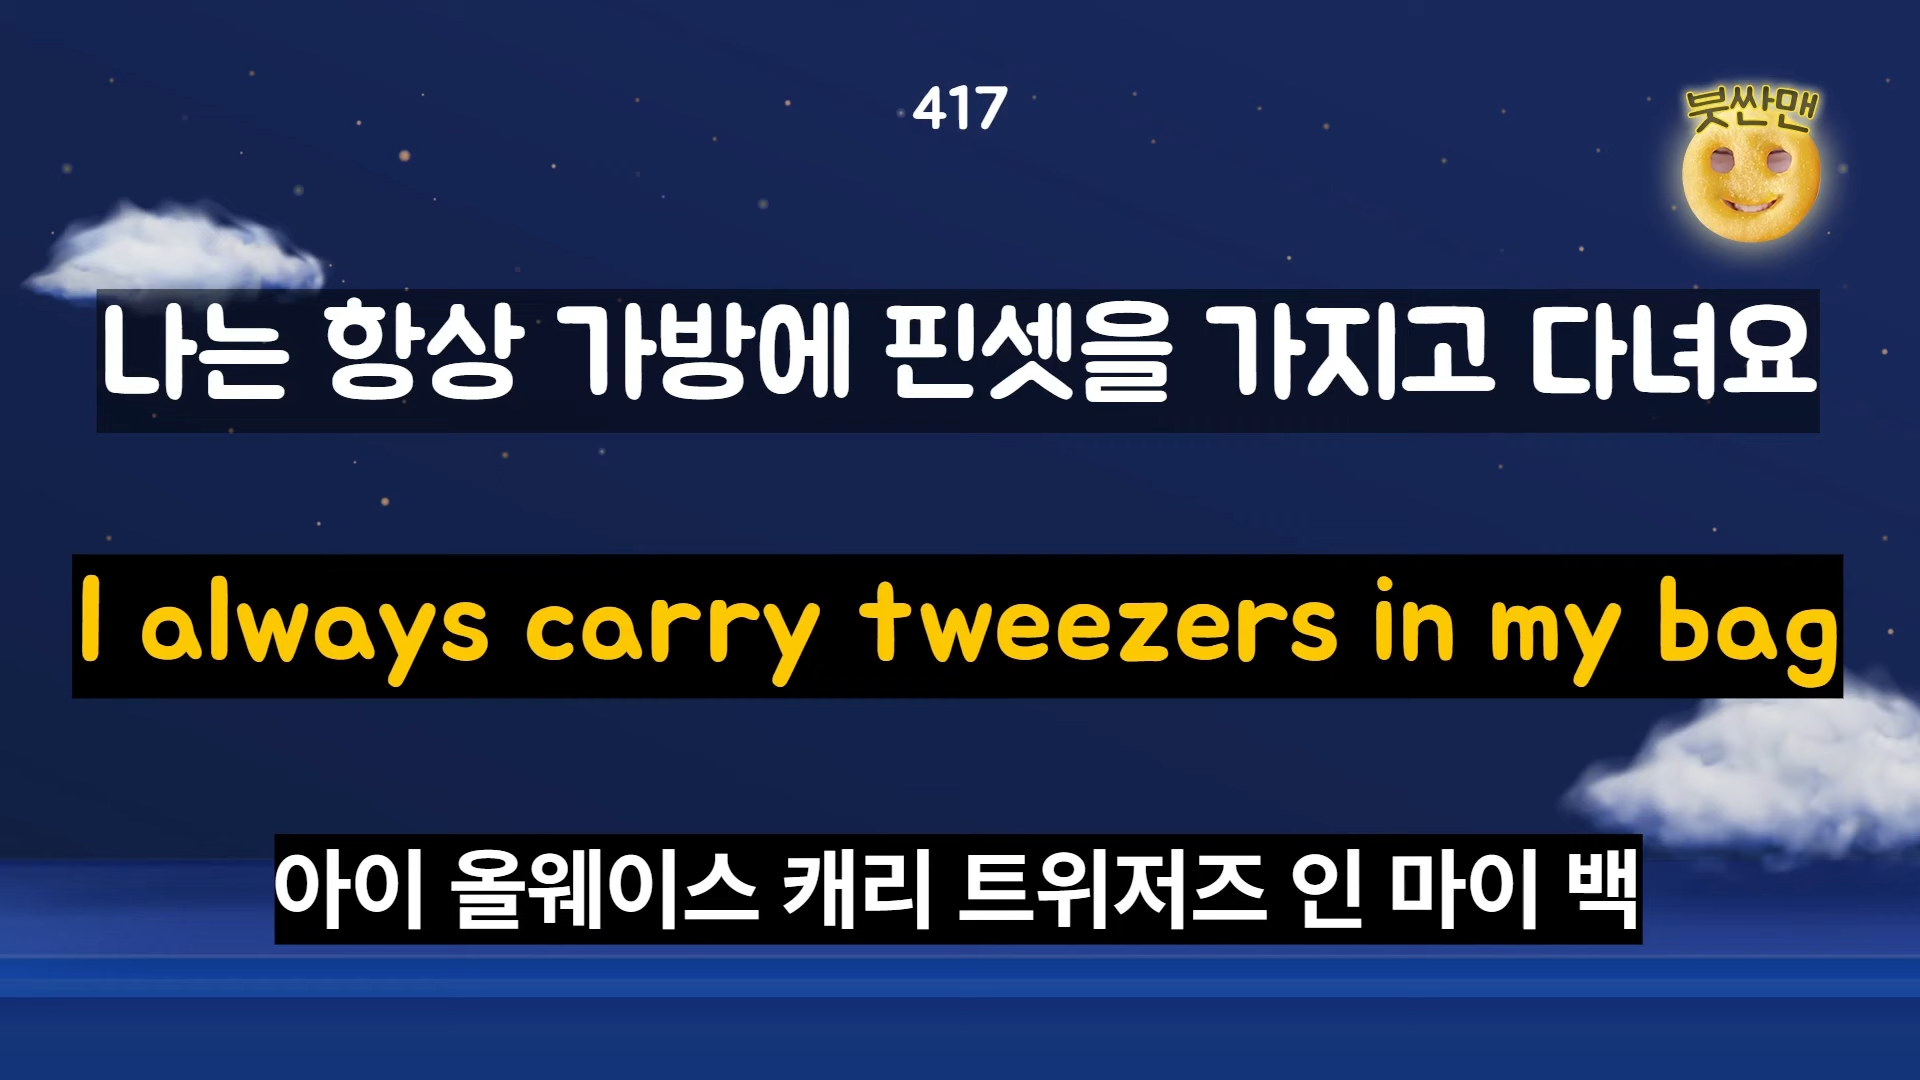 417
붓싼맨
나는 항상 가방에 핀셋을 가지고 다녀요
I always carry tweezers in my bag
아이 올웨이스 캐리 트위저즈 인 마이 백